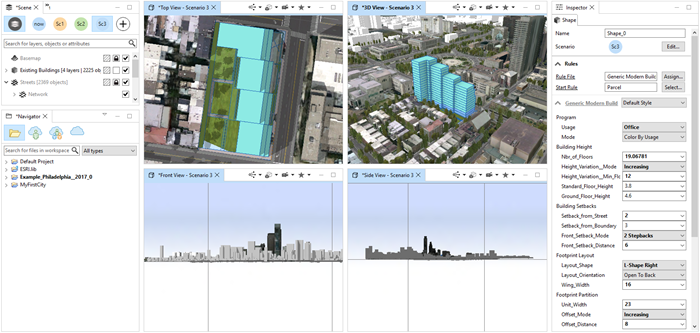 *Scene
now
Sc1
Sc2
Sc3
Search for layers, objects or attributes
Basemap
Existing Buildings [4 layers | 2225 ob
Streets [2389 objects]
Network
*Navigator
Search for files in workspace
All types
Default Project
ESRI.lib
Example_Philadelphia__2017_0
MyFirstCity
*Top View - Scenario 3
*3D View - Scenario 3
*Front View - Scenario 3
*Side View - Scenario 3
Inspector
Shape
Name
Shape_0
Scenario
Sc3
Edit...
Rules
Rule File
Generic Modern Buildi
Assign...
Start Rule
Parcel
Select...
Generic Modern Build
Default Style
Program
Usage
Office
Mode
Color By Usage
Building Height
Nbr_of_Floors
19.06781
Height_Variation__Mode
Increasing
Height_Variation__Min_Flo
12
Standard_Floor_Height
3.8
Ground_Floor_Height
4.6
Building Setbacks
Setback_from_Street
2
Setback_from_Boundary
3
Front_Setback_Mode
2 Stepbacks
Front_Setback_Distance
6
Footprint Layout
Layout_Shape
L-Shape Right
Layout_Orientation
Open To Back
Wing_Width
16
Footprint Partition
Unit_Width
23
Offset_Mode
Increasing
Offset_Distance
8